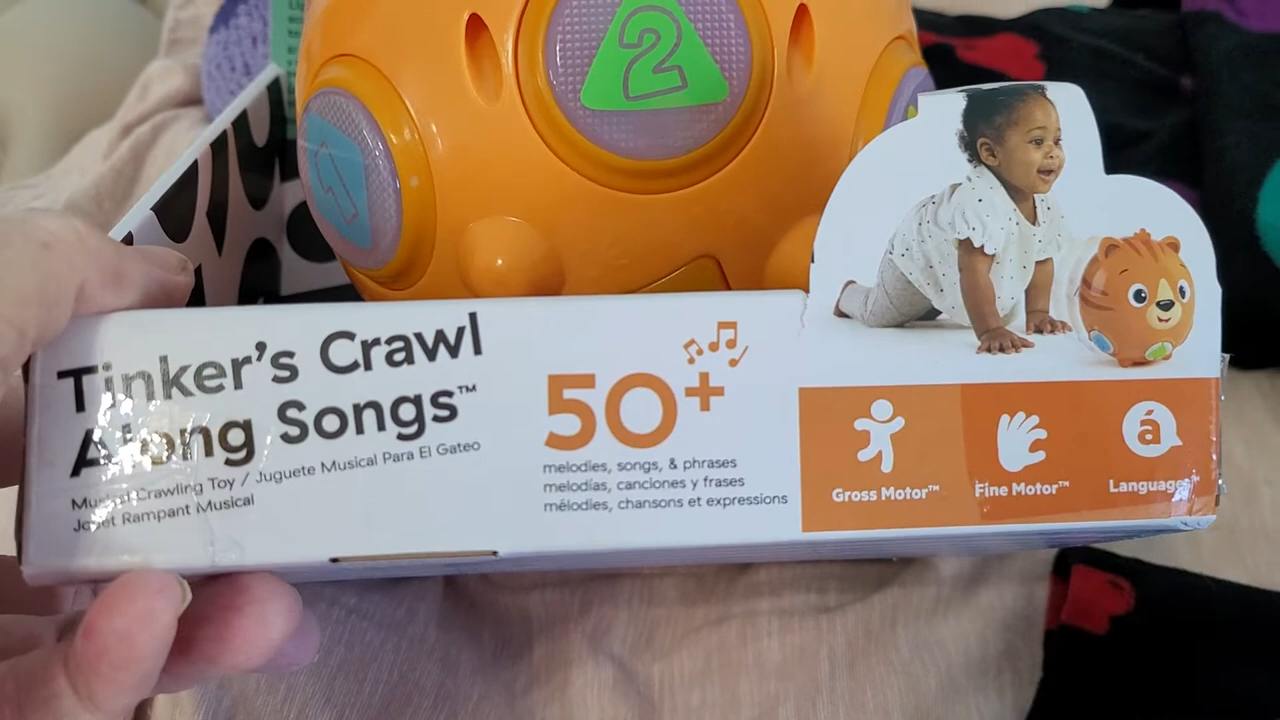 2
1
Tinker's Crawl
Along Songs™
Musical Crawling Toy / Juguete Musical Para El Gateo
Jouet Rampant Musical
50+
melodies, songs, & phrases
melodías, canciones y frases
mélodies, chansons et expressions
á
Gross Motor™
Fine Motor™
Language™